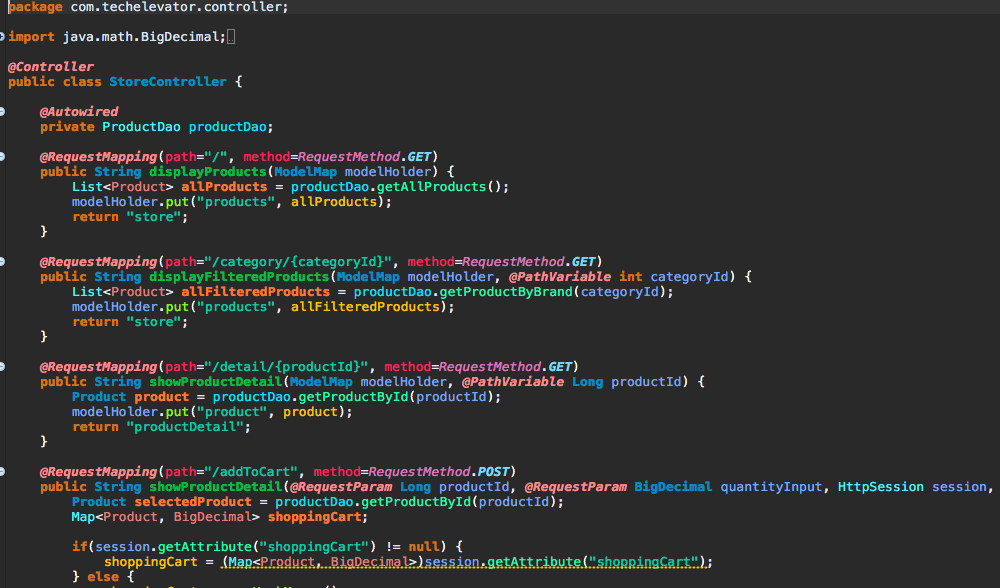 package com.techelevator.controller;
import java.math.BigDecimal;
@Controller
public class StoreController {
@Autowired
private ProductDao productDao;
@RequestMapping(path="/", method=RequestMethod.GET)
public String displayProducts(ModelMap modelHolder) {
List<Product> allProducts = productDao.getAllProducts();
modelHolder.put("products", allProducts);
return "store";
}
@RequestMapping(path="/category/{categoryId}", method=RequestMethod.GET)
public String displayFilteredProducts(ModelMap modelHolder, @PathVariable int categoryId) {
List<Product> allFilteredProducts = productDao.getProductByBrand(categoryId);
modelHolder.put("products", allFilteredProducts);
return "store";
}
@RequestMapping(path="/detail/{productId}", method=RequestMethod.GET)
public String showProductDetail(ModelMap modelHolder, @PathVariable Long productId) {
Product product = productDao.getProductById(productId);
modelHolder.put("product", product);
return "productDetail";
}
@RequestMapping(path="/addToCart", method=RequestMethod.POST)
public String showProductDetail(@RequestParam Long productId, @RequestParam BigDecimal quantityInput, HttpSession session,
Product selectedProduct = productDao.getProductById(productId);
Map<Product, BigDecimal> shoppingCart;
if(session.getAttribute("shoppingCart") != null) {
shoppingCart = (Map<Product, BigDecimal>)session.getAttribute("shoppingCart");
} else {